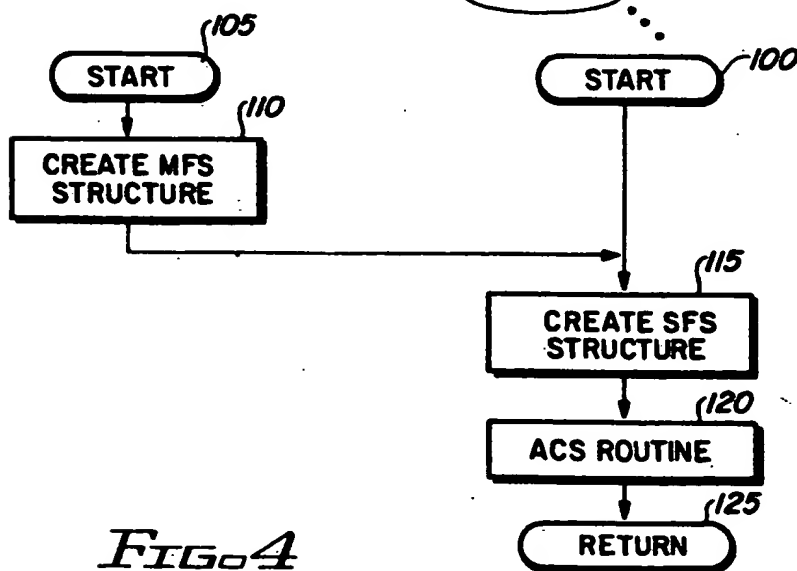 105
START
100
START
110
CREATE MFS
STRUCTURE
115
CREATE SFS
STRUCTURE
120
ACS ROUTINE
125
RETURN
FIG. 4